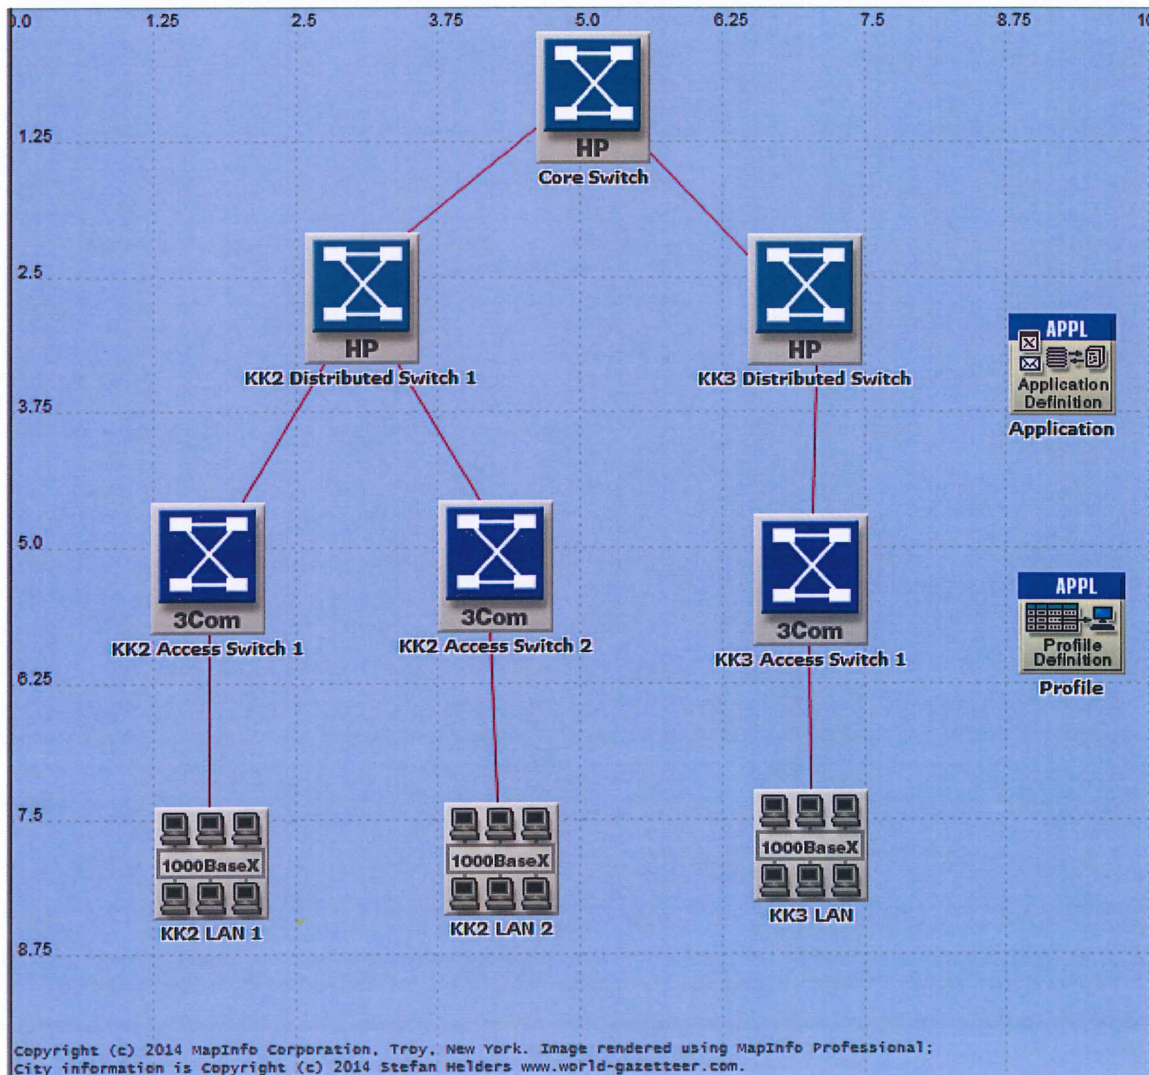 0.0 1.25 2.5 3.75 5.0 6.25 7.5 8.75 10
HP
Core Switch
1.25
HP
KK2 Distributed Switch 1
HP
KK3 Distributed Switch
2.5
APPL
Application
Definition
Application
3.75
3Com
KK2 Access Switch 1
3Com
KK2 Access Switch 2
3Com
KK3 Access Switch 1
5.0
APPL
Profile
Definition
Profile
6.25
7.5
1000BaseX
KK2 LAN 1
1000BaseX
KK2 LAN 2
1000BaseX
KK3 LAN
8.75
Copyright (c) 2014 MapInfo Corporation, Troy, New York. Image rendered using MapInfo Professional;
City information is Copyright (c) 2014 Stefan Helders www.world-gazetteer.com.